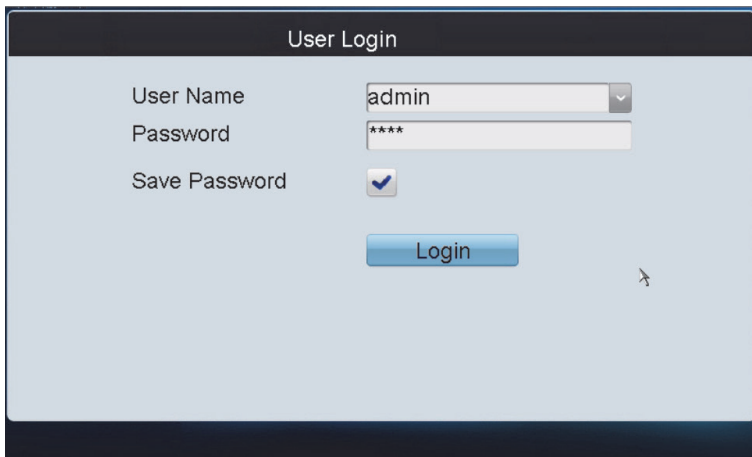 User Login
User Name admin
Password ****
Save Password
Login